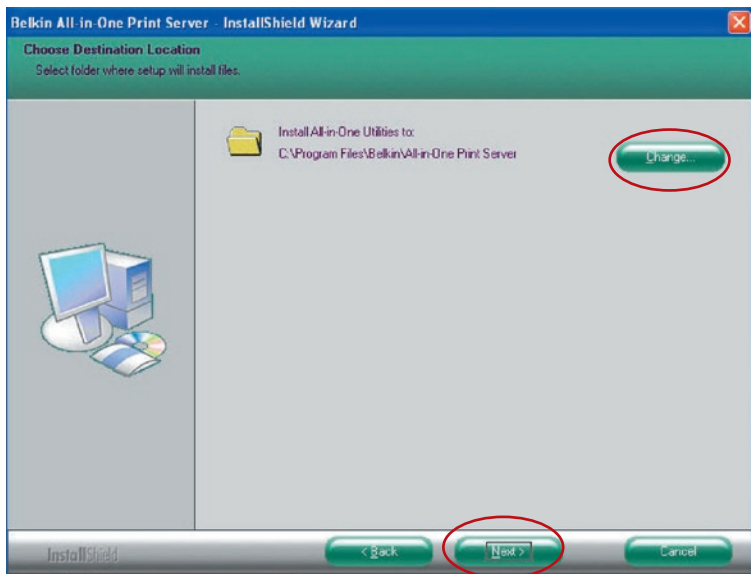 Belkin All-in-One Print Server - InstallShield Wizard
Choose Destination Location
Select folder where setup will install files.
Install All-in-One Utilities to:
C:\Program Files\Belkin\All-in-One Print Server
Change...
InstallShield
< Back
Next >
Cancel